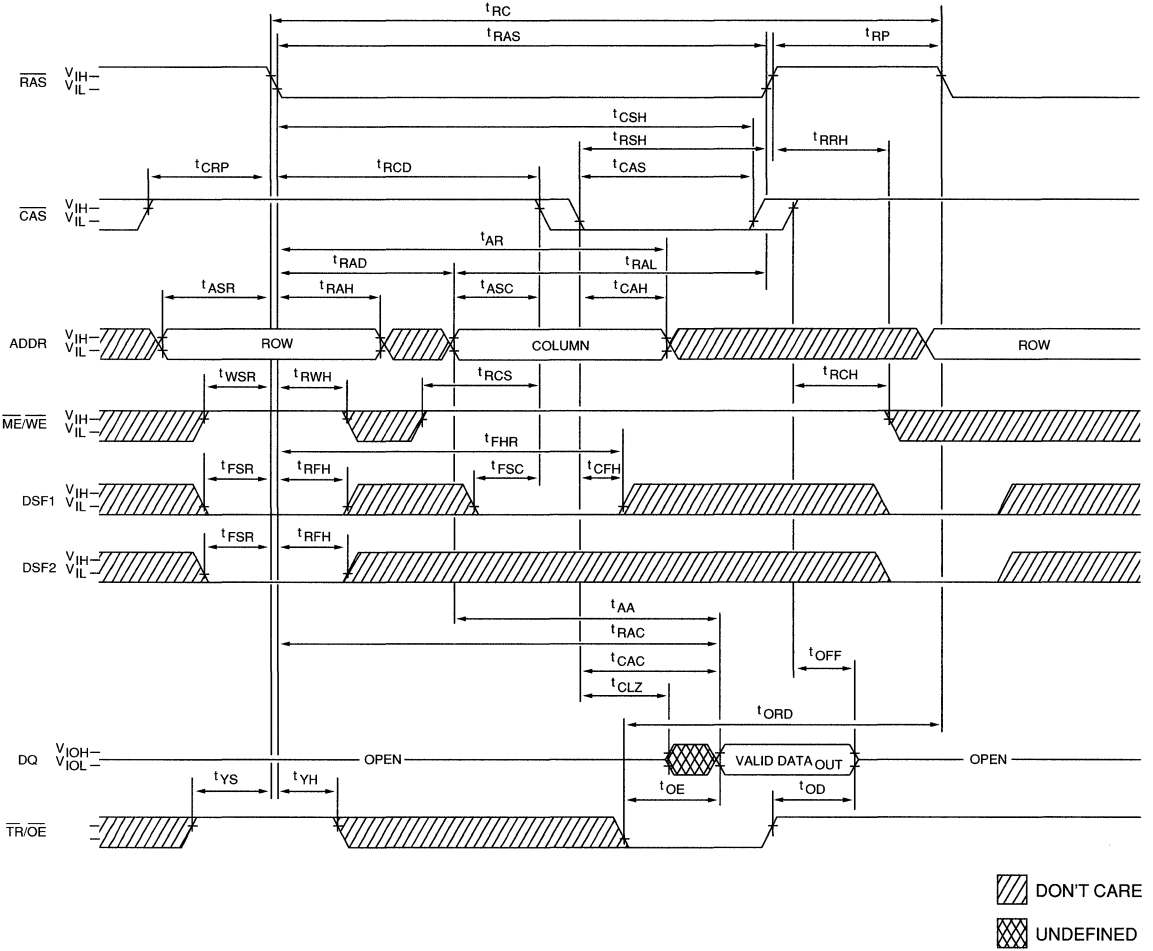 tRC
tRAS tRP
RAS VIH VIL
tCSH
tRSH tRRH
tCRP tRCD tCAS
CAS VIH VIL
tAR
tRAD tRAL
tASR tRAH tASC tCAH
ADDR VIH VIL ROW COLUMN ROW
tWSR tRWH tRCS tRCH
ME/WE VIH VIL
tFHR
tFSR tRFH tFSC tCFH
DSF1 VIH VIL
tFSR tRFH
DSF2 VIH VIL
tAA
tRAC
tCAC tOFF
tCLZ
tORD
DQ VIOH VIOL OPEN VALID DATAOUT OPEN
tYS tYH tOE tOD
TR/OE
DON'T CARE
UNDEFINED